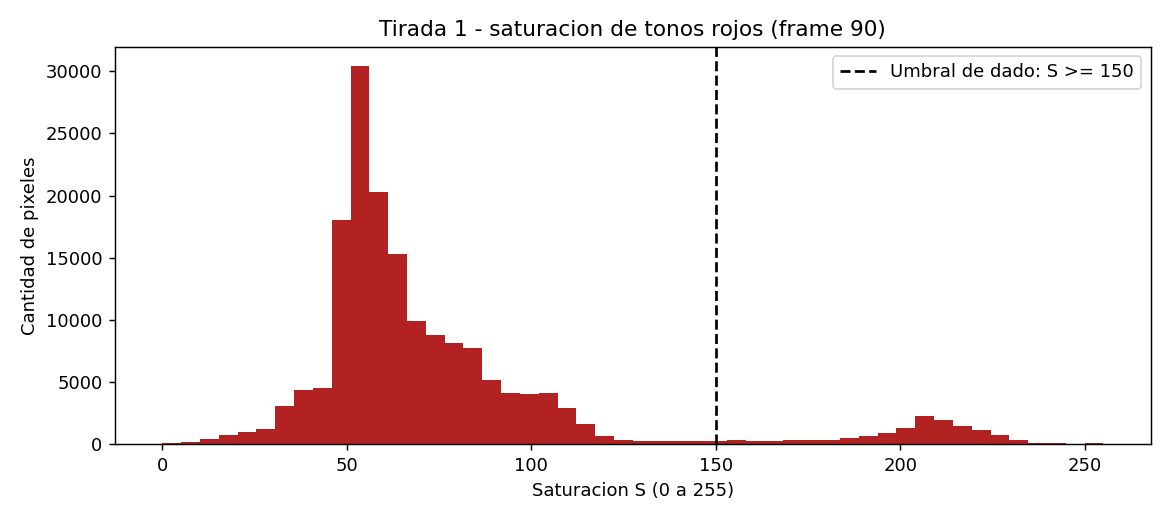 Tirada 1 - saturacion de tonos rojos (frame 90)
Umbral de dado: S >= 150
Cantidad de pixeles
30000
25000
20000
15000
10000
5000
0
0 50 100 150 200 250
Saturacion S (0 a 255)